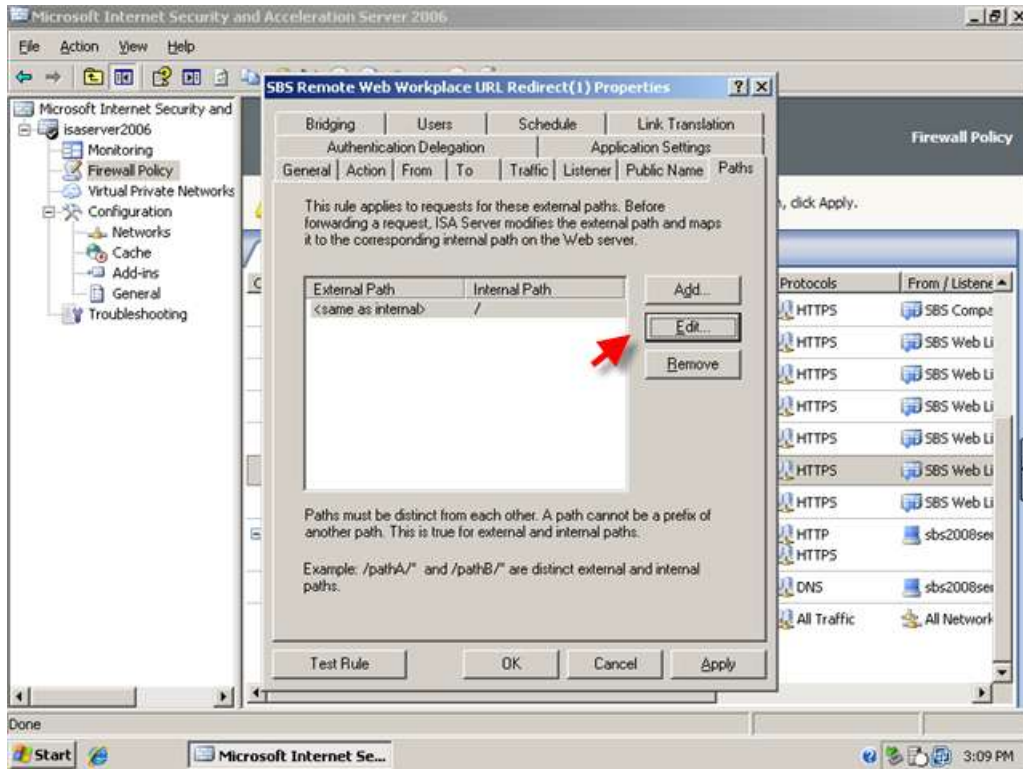 Microsoft Internet Security and Acceleration Server 2006
File Action View Help
Microsoft Internet Security and
isaserver2006
Monitoring
Firewall Policy
Virtual Private Networks
Configuration
Networks
Cache
Add-ins
General
Troubleshooting
SBS Remote Web Workplace URL Redirect(1) Properties
Bridging Users Schedule Link Translation
Authentication Delegation Application Settings
General Action From To Traffic Listener Public Name Paths
This rule applies to requests for these external paths. Before
forwarding a request, ISA Server modifies the external path and maps
it to the corresponding internal path on the Web server.
External Path Internal Path
<same as internal> /
Add...
Edit...
Remove
Paths must be distinct from each other. A path cannot be a prefix of
another path. This is true for external and internal paths.
Example: /pathA/* and /pathB/* are distinct external and internal
paths.
Test Rule OK Cancel Apply
Firewall Policy
, click Apply.
Protocols From / Listene
HTTPS SBS Compa
HTTPS SBS Web Li
HTTPS SBS Web Li
HTTPS SBS Web Li
HTTPS SBS Web Li
HTTPS SBS Web Li
HTTPS SBS Web Li
HTTP sbs2008ser
HTTPS
DNS sbs2008ser
All Traffic All Network
Done
Start Microsoft Internet Se... 3:09 PM